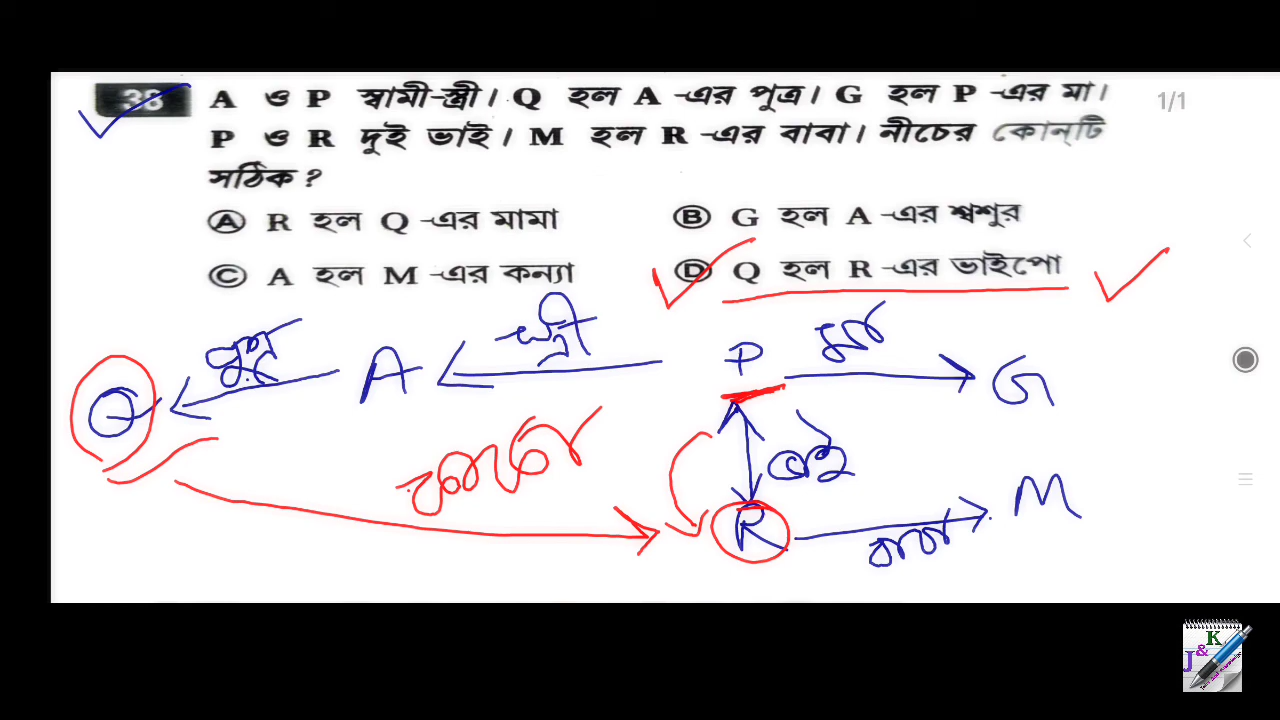 38 A ও P স্বামী-স্ত্রী। Q হল A -এর পুত্র। G হল P -এর মা।
1/1
P ও R দুই ভাই। M হল R -এর বাবা। নীচের কোন্‌টি
সঠিক ?
Ⓐ R হল Q -এর মামা Ⓑ G হল A -এর শ্বশুর
Ⓒ A হল M -এর কন্যা Ⓓ Q হল R -এর ভাইপো
পুত্র স্ত্রী P মা
Q A G
ভাই
R M
বাবা
J&K